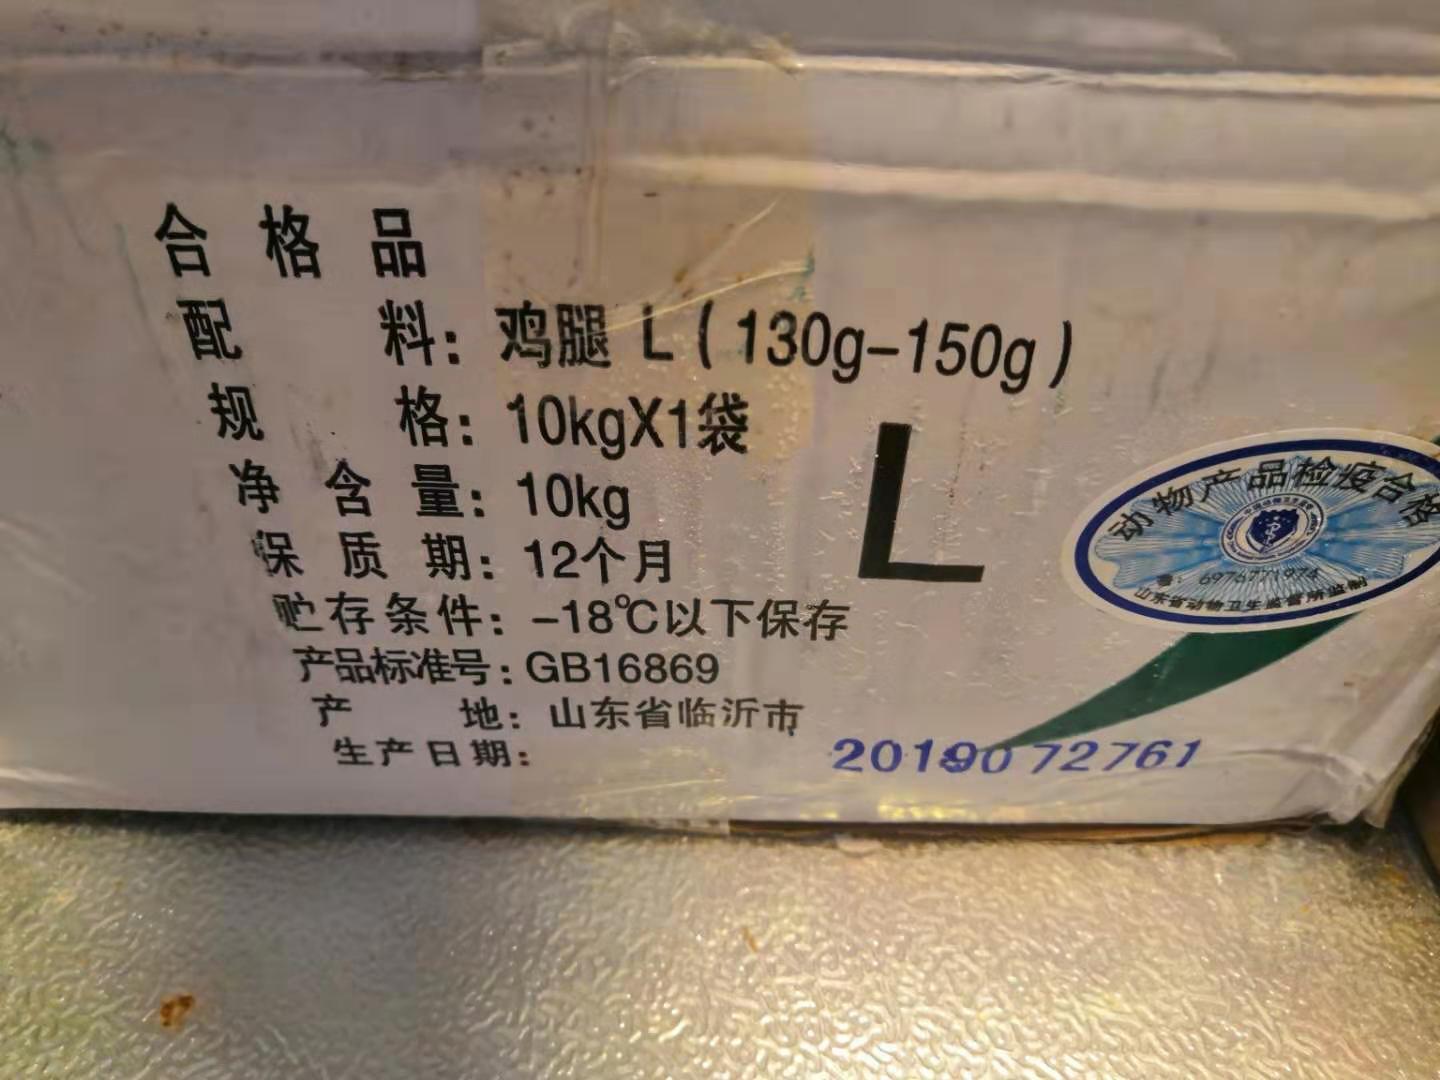 合格品
配料：鸡腿 L（130g-150g）
规格：10kgX1袋
净含量：10kg
保质期：12个月
贮存条件：-18℃以下保存
产品标准号：GB16869
产地：山东省临沂市
生产日期：
20190 72761
L
动物产品检疫合格
6976771974
山东省动物卫生监督所监制